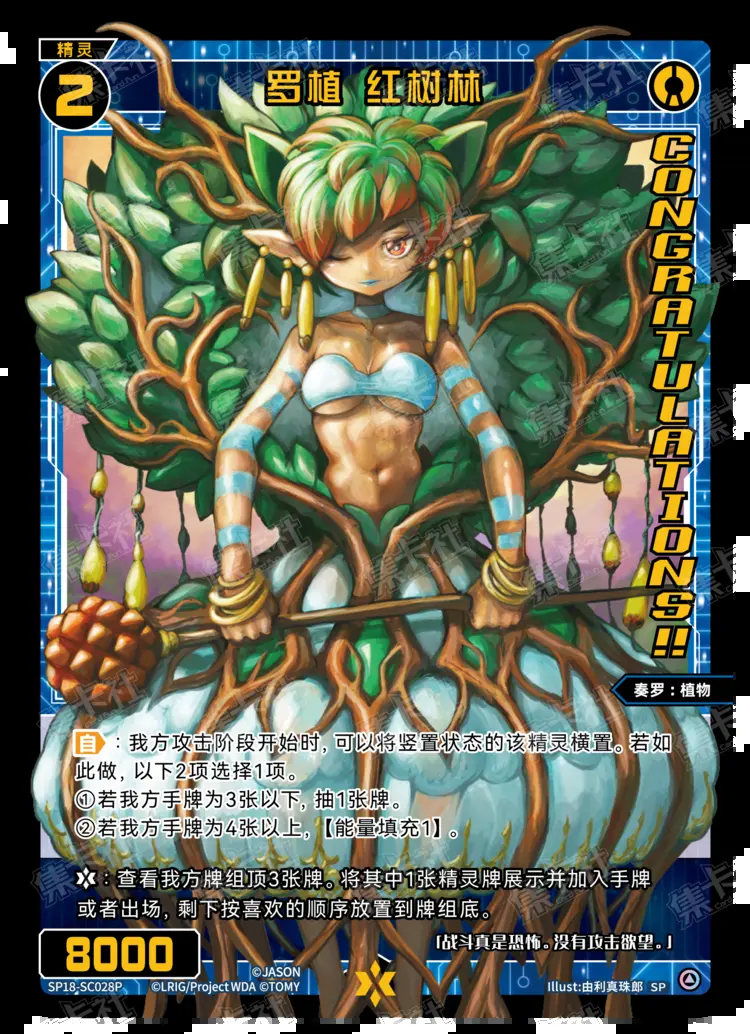 精灵
2
罗植 红树林
CONGRATULATIONS!!
奏罗:植物
自:我方攻击阶段开始时,可以将竖置状态的该精灵横置。若如
此做,以下2项选择1项。
①若我方手牌为3张以下,抽1张牌。
②若我方手牌为4张以上,【能量填充1】。
:查看我方牌组顶3张牌。将其中1张精灵牌展示并加入手牌
或者出场,剩下按喜欢的顺序放置到牌组底。
「战斗真是恐怖。没有攻击欲望。」
8000
©JASON
SP18-SC028P ©LRIG/Project WDA ©TOMY
Illust:由利真珠郎 SP
集卡社